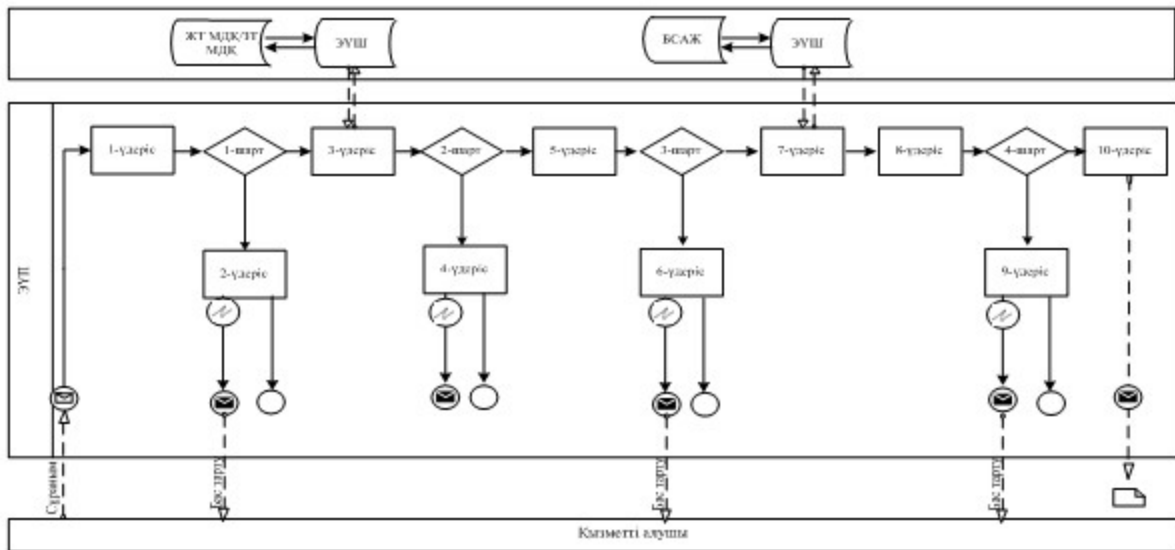 ЖТ МДҚ/ЗТ
МДҚ
ЭҮШ
БСАЖ
ЭҮШ
1-үдеріс
1-шарт
3-үдеріс
2-шарт
5-үдеріс
3-шарт
7-үдеріс
8-үдеріс
4-шарт
10-үдеріс
2-үдеріс
4-үдеріс
6-үдеріс
9-үдеріс
ЭҮП
Сұраным
Бас тарту
Бас тарту
Бас тарту
Қызметті алушы